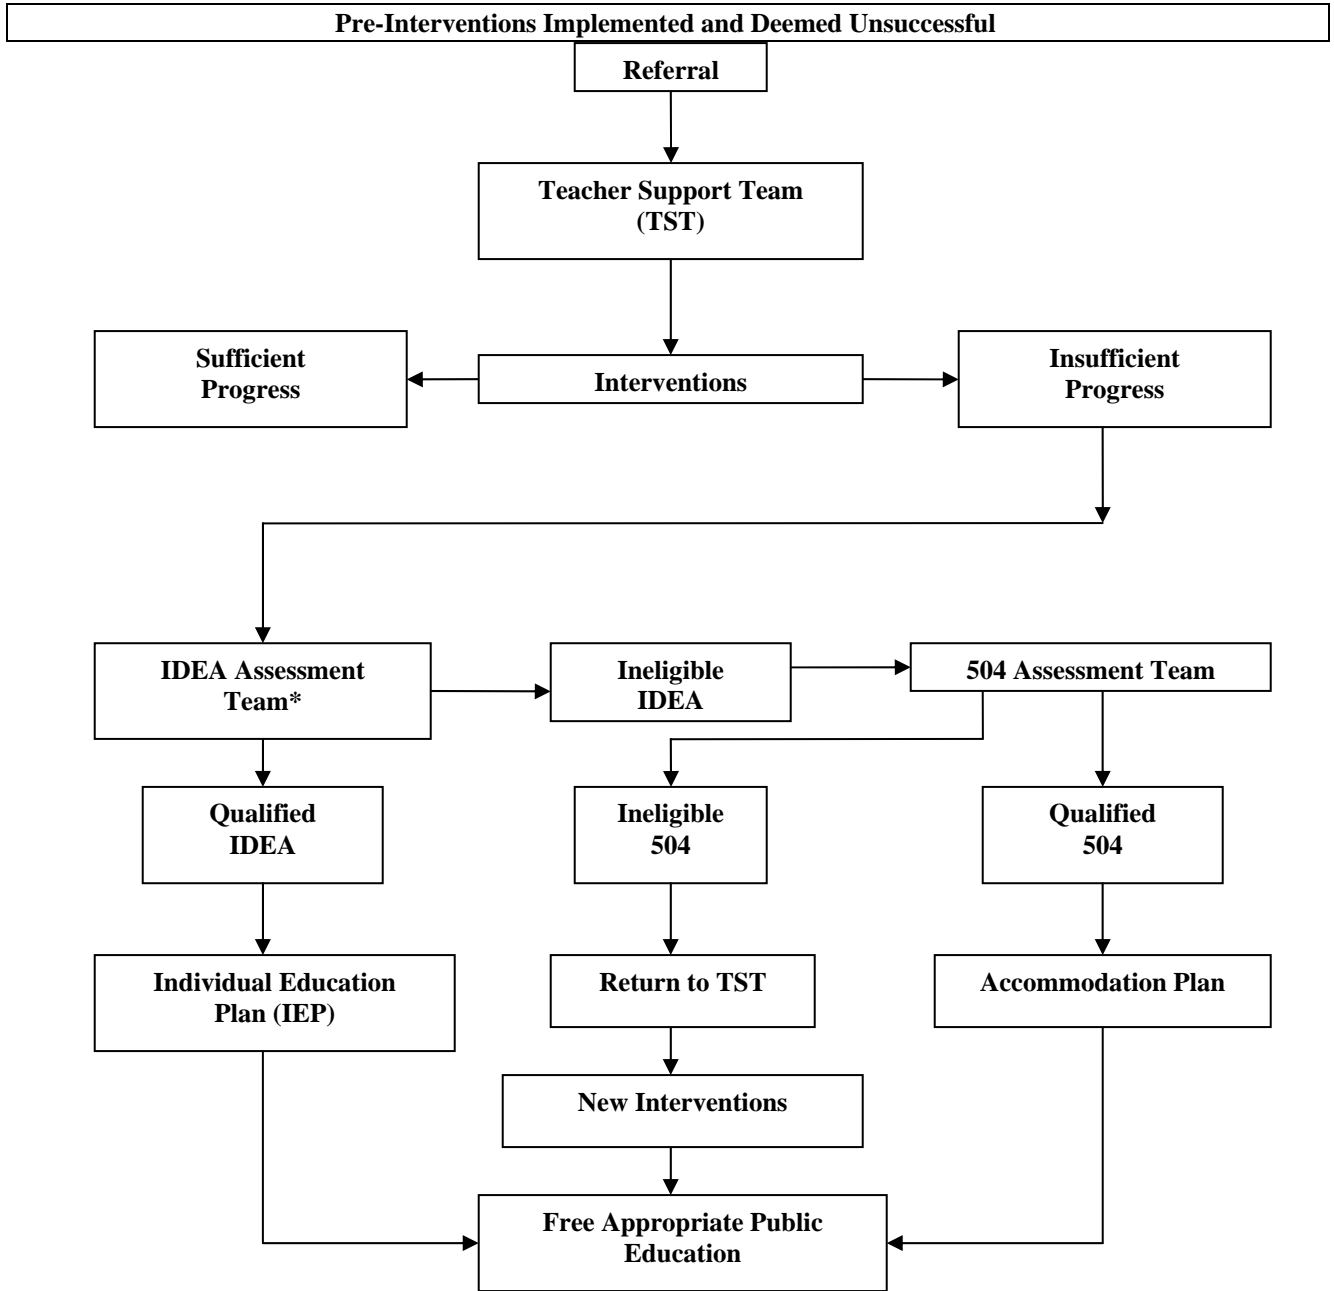 Pre-Interventions Implemented and Deemed Unsuccessful
Referral
Teacher Support Team
(TST)
Sufficient
Progress
Interventions
Insufficient
Progress
IDEA Assessment
Team*
Ineligible
IDEA
504 Assessment Team
Qualified
IDEA
Ineligible
504
Qualified
504
Individual Education
Plan (IEP)
Return to TST
Accommodation Plan
New Interventions
Free Appropriate Public
Education